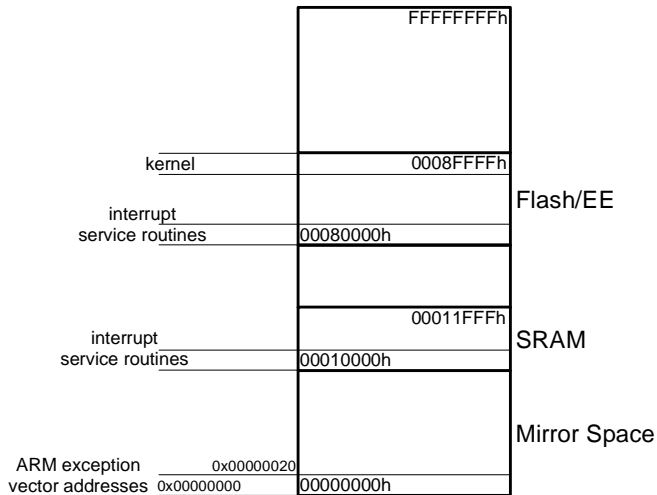 FFFFFFFFh
kernel
0008FFFFh
Flash/EE
interrupt
service routines
00080000h
00011FFFh
SRAM
interrupt
service routines
00010000h
Mirror Space
ARM exception
0x00000020
vector addresses
0x00000000
00000000h